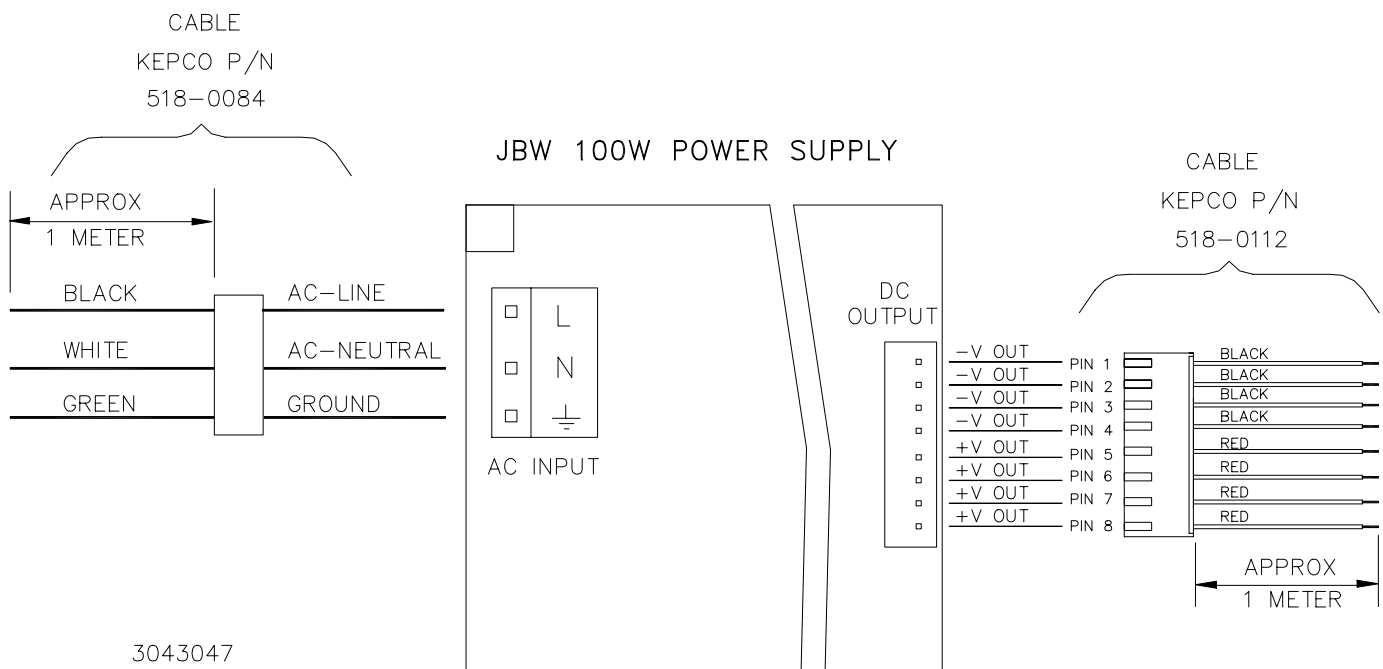 CABLE
KEPCO P/N
518-0084
APPROX
1 METER
BLACK
AC-LINE
WHITE
AC-NEUTRAL
GREEN
GROUND
JBW 100W POWER SUPPLY
L
N
AC INPUT
DC
OUTPUT
-V OUT PIN 1 BLACK
-V OUT PIN 2 BLACK
-V OUT PIN 3 BLACK
-V OUT PIN 4 BLACK
+V OUT PIN 5 RED
+V OUT PIN 6 RED
+V OUT PIN 7 RED
+V OUT PIN 8 RED
CABLE
KEPCO P/N
518-0112
APPROX
1 METER
3043047